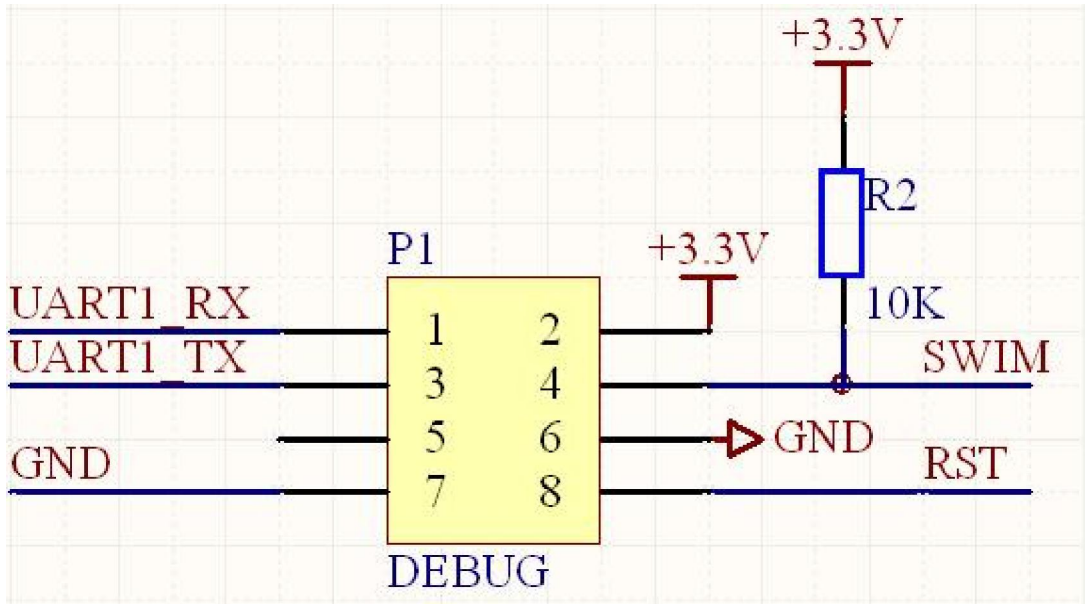 +3.3V
R2
P1
+3.3V
10K
UART1_RX
1 2
UART1_TX
3 4
SWIM
5 6
GND
GND
7 8
RST
DEBUG